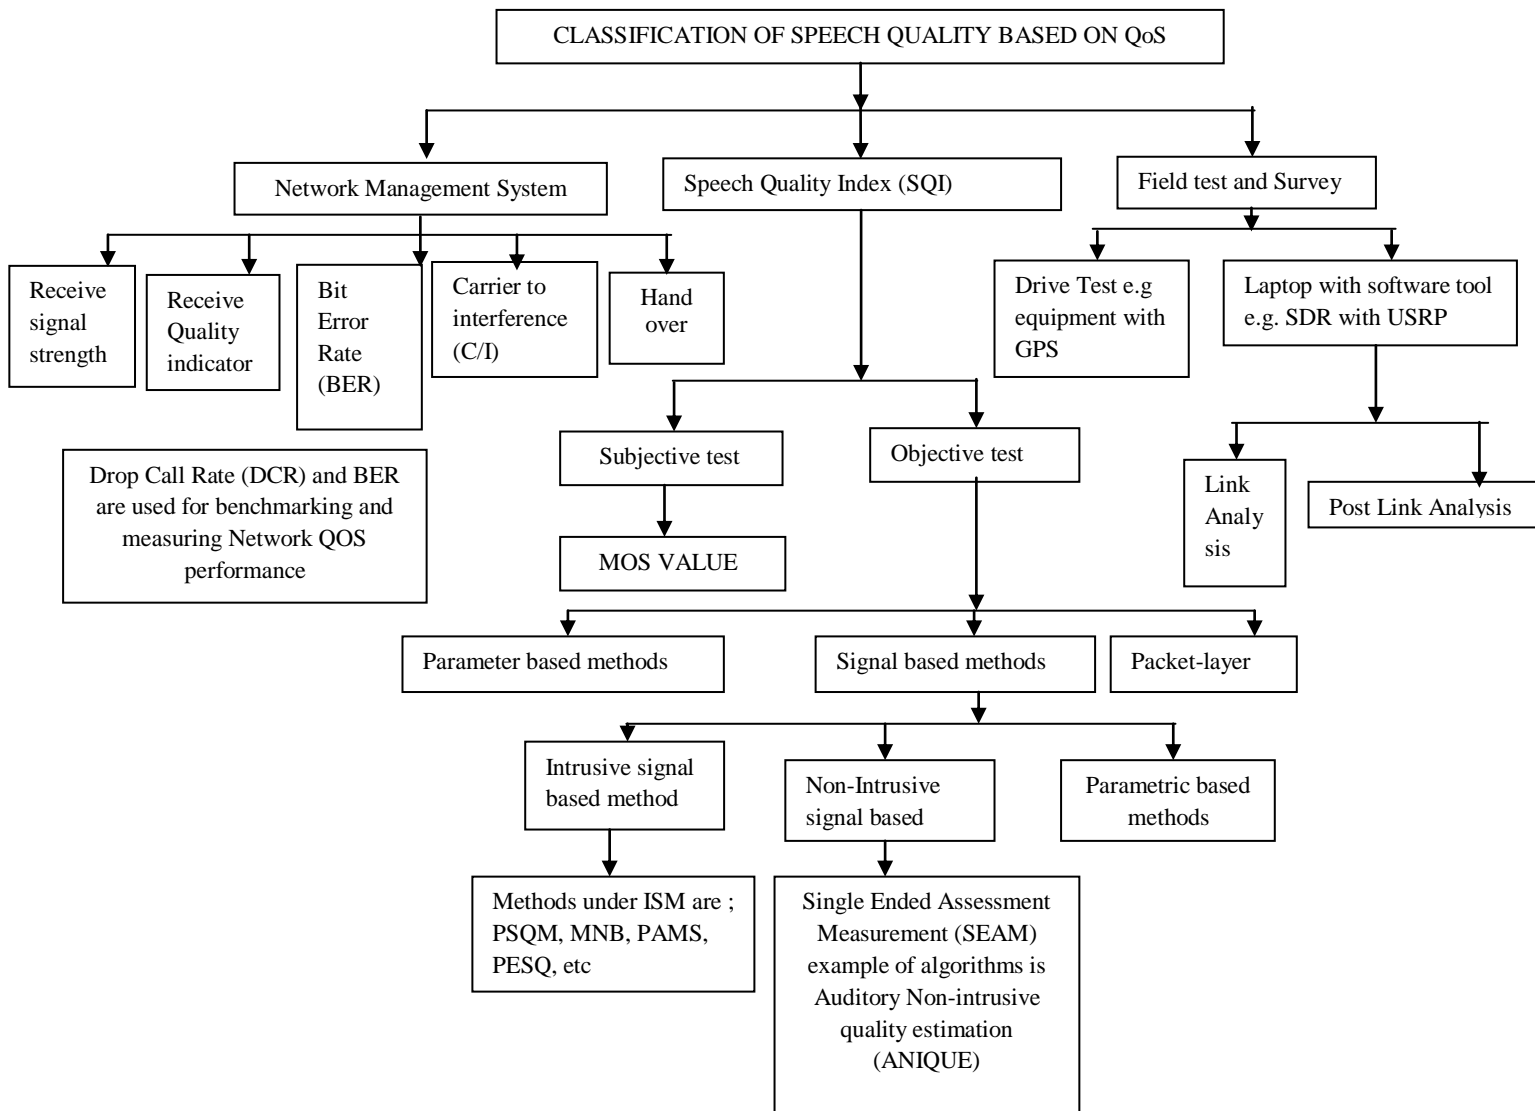 CLASSIFICATION OF SPEECH QUALITY BASED ON QoS
Network Management System
Speech Quality Index (SQI)
Field test and Survey
Receive
signal
strength
Receive
Quality
indicator
Bit
Error
Rate
(BER)
Carrier to
interference
(C/I)
Hand
over
Drive Test e.g
equipment with
GPS
Laptop with software tool
e.g. SDR with USRP
Drop Call Rate (DCR) and BER
are used for benchmarking and
measuring Network QOS
performance
Subjective test
Objective test
Link
Analy
sis
Post Link Analysis
MOS VALUE
Parameter based methods
Signal based methods
Packet-layer
Intrusive signal
based method
Non-Intrusive
signal based
Parametric based
methods
Methods under ISM are ;
PSQM, MNB, PAMS,
PESQ, etc
Single Ended Assessment
Measurement (SEAM)
example of algorithms is
Auditory Non-intrusive
quality estimation
(ANIQUE)